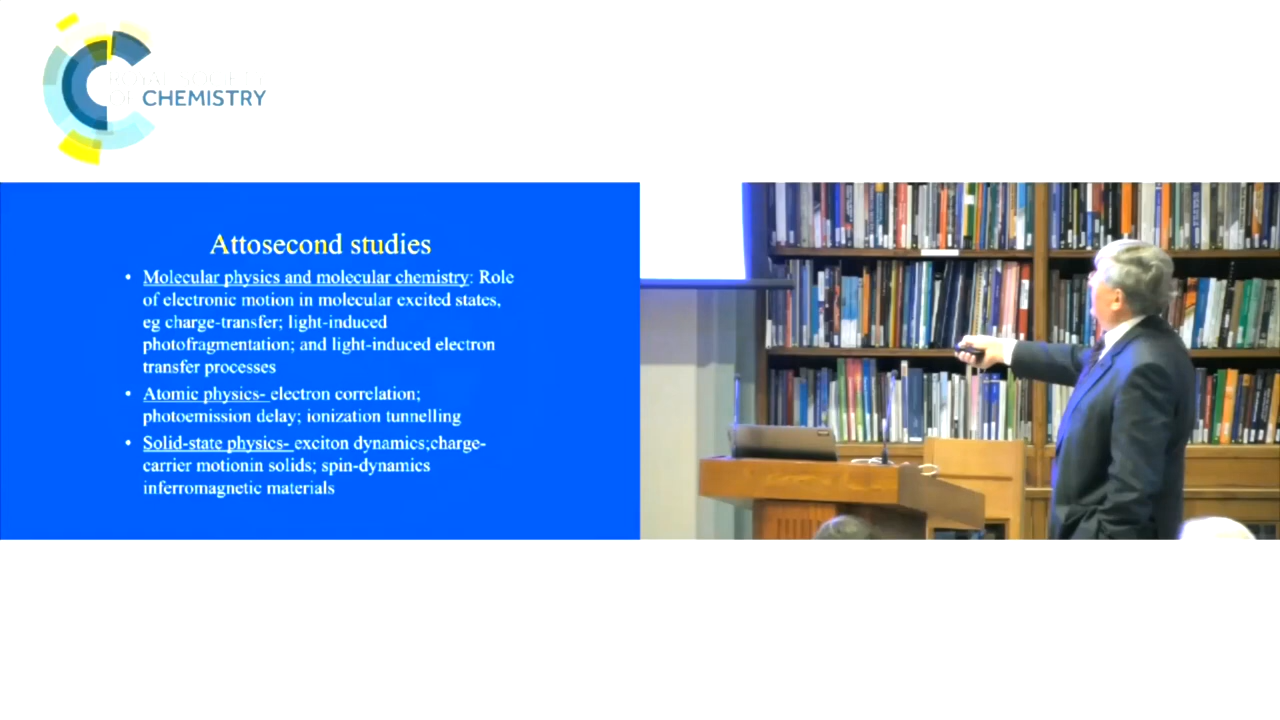 ROYAL SOCIETY
OF CHEMISTRY
Attosecond studies
• Molecular physics and molecular chemistry: Role
of electronic motion in molecular excited states,
eg charge-transfer; light-induced
photofragmentation; and light-induced electron
transfer processes
• Atomic physics- electron correlation;
photoemission delay; ionization tunnelling
• Solid-state physics- exciton dynamics;charge-
carrier motionin solids; spin-dynamics
inferromagnetic materials